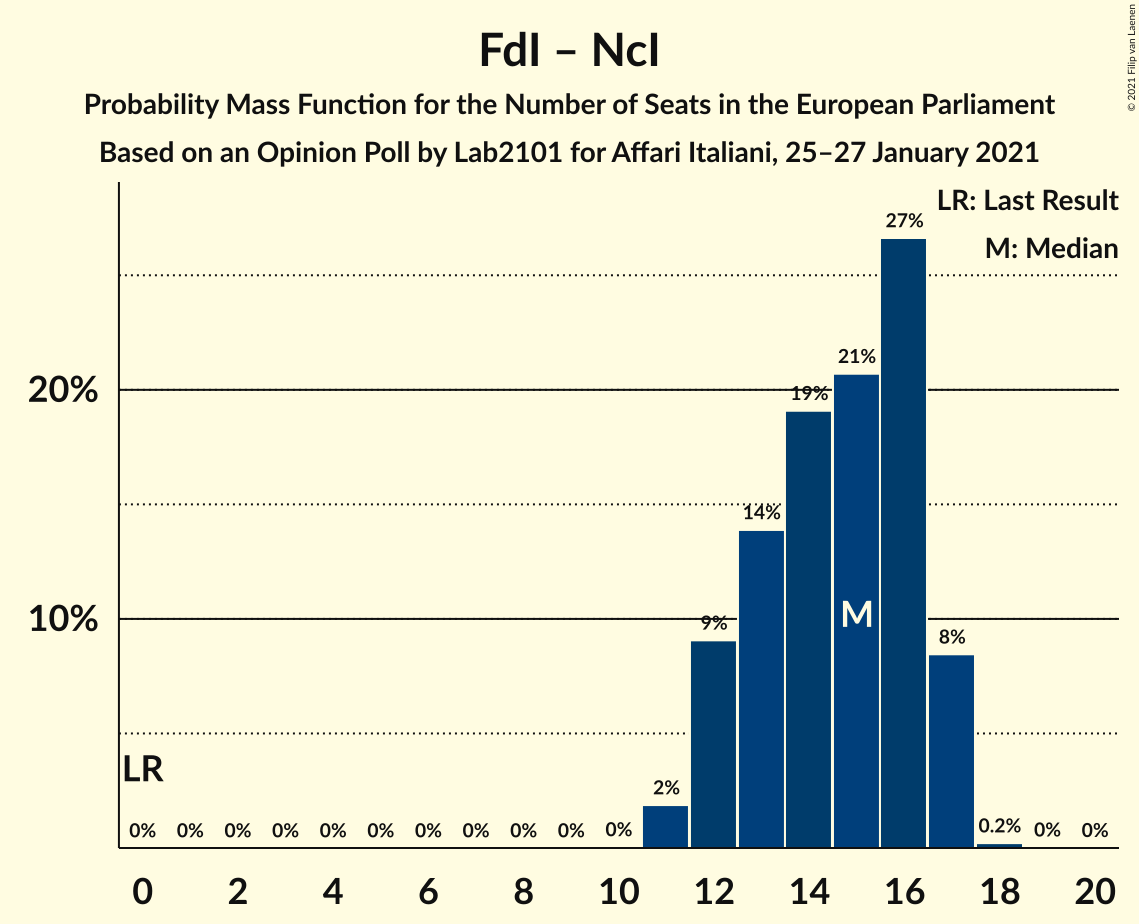 FdI – NcI
Probability Mass Function for the Number of Seats in the European Parliament
Based on an Opinion Poll by Lab2101 for Affari Italiani, 25–27 January 2021
© 2021 Filip van Laenen
LR: Last Result
M: Median
20%
10%
LR
M
0% 0% 0% 0% 0% 0% 0% 0% 0% 0% 0% 2% 9% 14% 19% 21% 27% 8% 0.2% 0% 0%
0 2 4 6 8 10 12 14 16 18 20